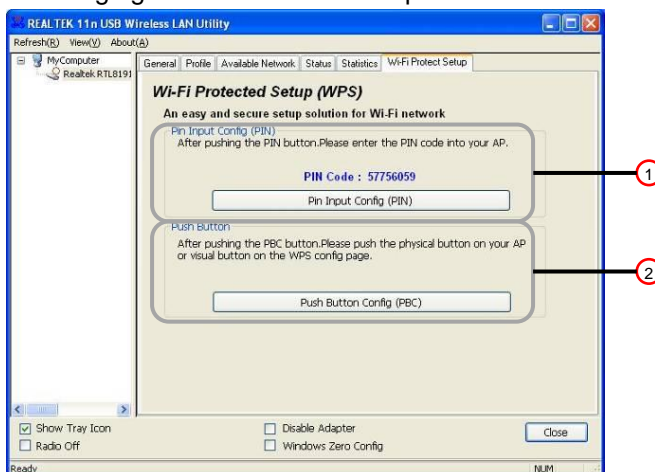 REALTEK 11n USB Wireless LAN Utility
Refresh(R) View(V) About(A)
MyComputer
Realtek RTL8191
General Profile Available Network Status Statistics Wi-Fi Protect Setup
Wi-Fi Protected Setup (WPS)
An easy and secure setup solution for Wi-Fi network
Pin Input Config (PIN)
After pushing the PIN button.Please enter the PIN code into your AP.
PIN Code : 57756059
Pin Input Config (PIN)
1
Push Button
After pushing the PBC button.Please push the physical button on your AP
or visual button on the WPS config page.
2
Push Button Config (PBC)
Show Tray Icon
Radio Off
Disable Adapter
Windows Zero Config
Close
Ready
NUM